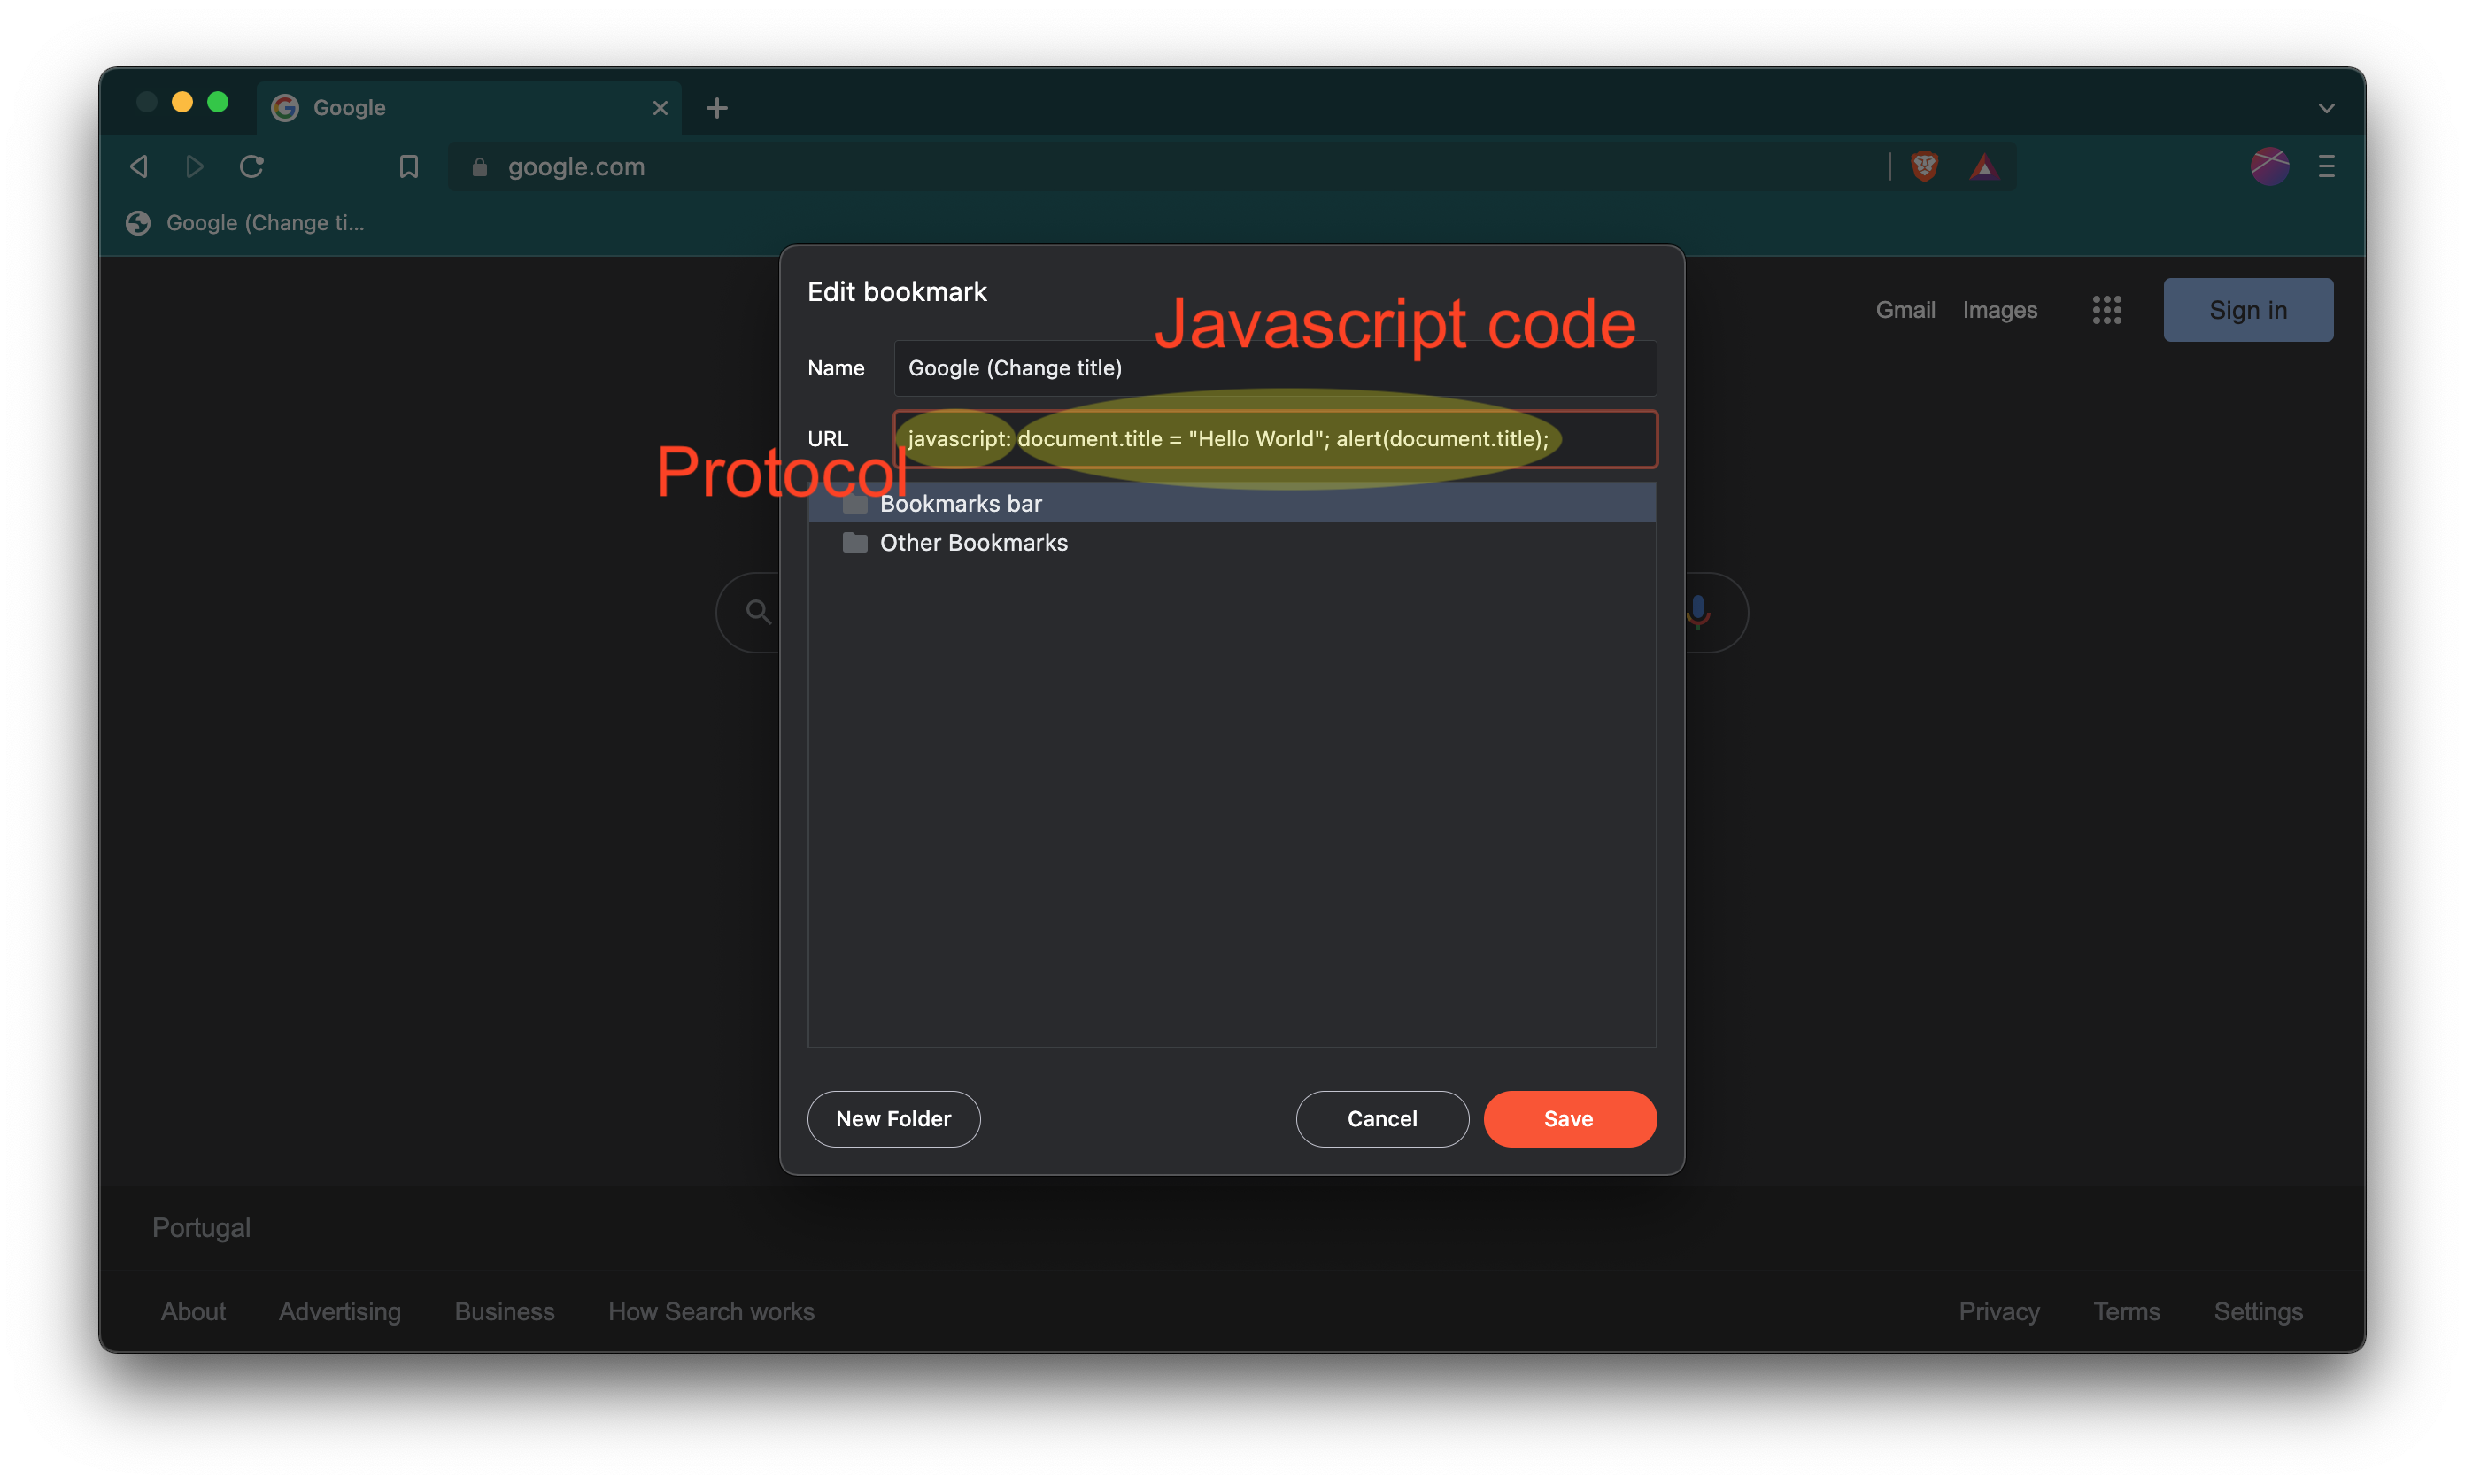 Google
google.com
Google (Change ti...
Edit bookmark
Javascript code
Gmail Images Sign in
Name Google (Change title)
URL javascript: document.title = "Hello World"; alert(document.title);
Protocol
Bookmarks bar
Other Bookmarks
New Folder Cancel Save
Portugal
About Advertising Business How Search works Privacy Terms Settings